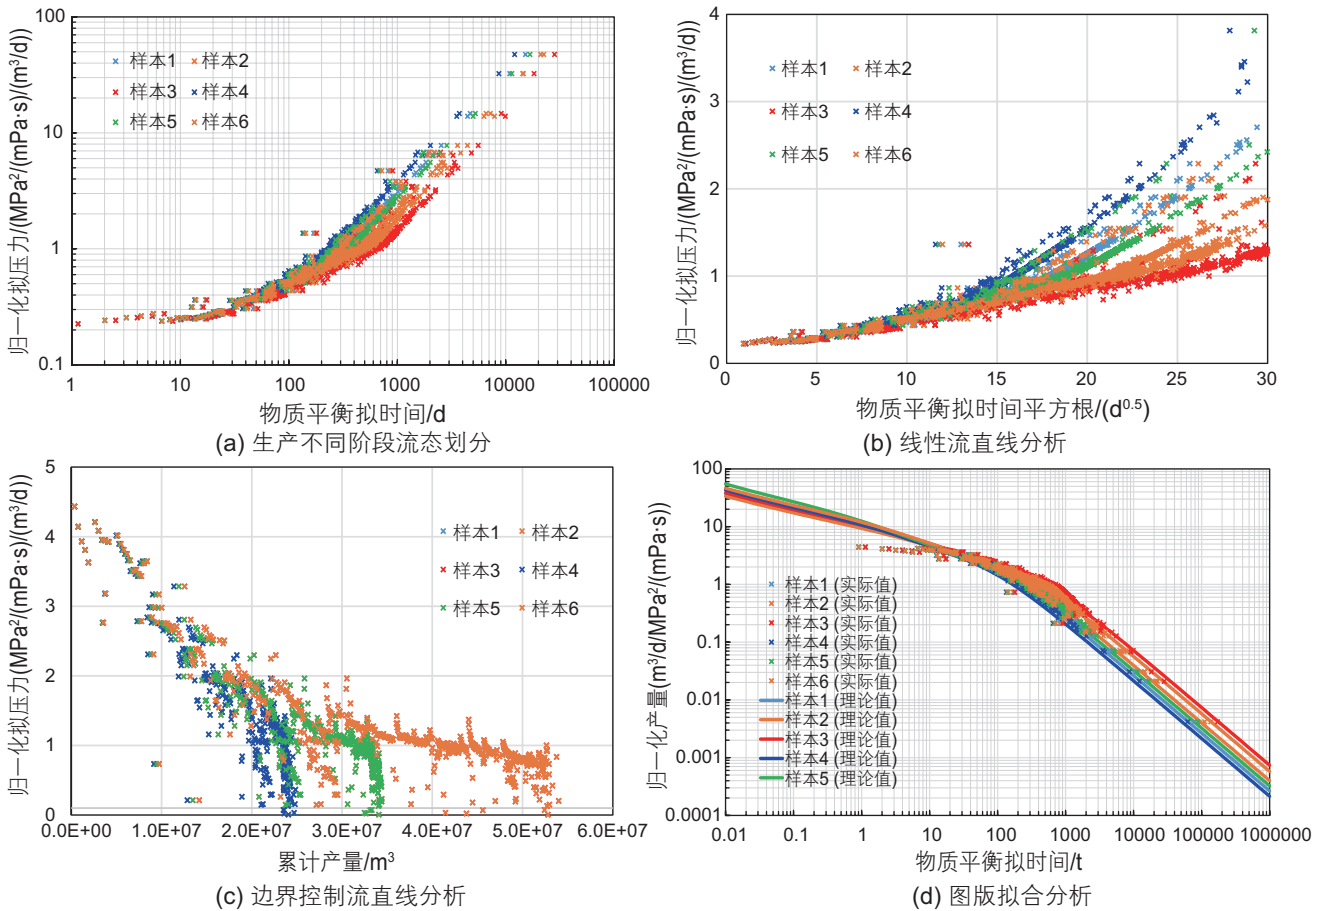 归一化拟压力/(MPa²/(mPa·s)/(m³/d))
100
10
1
0.1
样本1 样本2
样本3 样本4
样本5 样本6
1 10 100 1000 10000 100000
物质平衡拟时间/d
(a) 生产不同阶段流态划分
归一化拟压力/(MPa²/(mPa·s)/(m³/d))
4
3
2
1
0
样本1 样本2
样本3 样本4
样本5 样本6
0 5 10 15 20 25 30
物质平衡拟时间平方根/(d⁰·⁵)
(b) 线性流直线分析
归一化拟压力/(MPa²/(mPa·s)/(m³/d))
5
4
3
2
1
0
样本1 样本2
样本3 样本4
样本5 样本6
0.0E+00 1.0E+07 2.0E+07 3.0E+07 4.0E+07 5.0E+07 6.0E+07
累计产量/m³
(c) 边界控制流直线分析
归一化产量(m³/d/MPa²/(mPa·s))
100
10
1
0.1
0.01
0.001
0.0001
样本1 (实际值)
样本2 (实际值)
样本3 (实际值)
样本4 (实际值)
样本5 (实际值)
样本6 (实际值)
样本1 (理论值)
样本2 (理论值)
样本3 (理论值)
样本4 (理论值)
样本5 (理论值)
0.01 0.1 1 10 100 1000 10000 100000 1000000
物质平衡拟时间/t
(d) 图版拟合分析